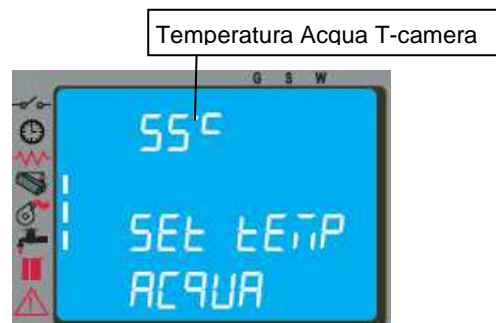 Temperatura Acqua T-camera
G S W
55°C
SEt tEmP
ACqUA